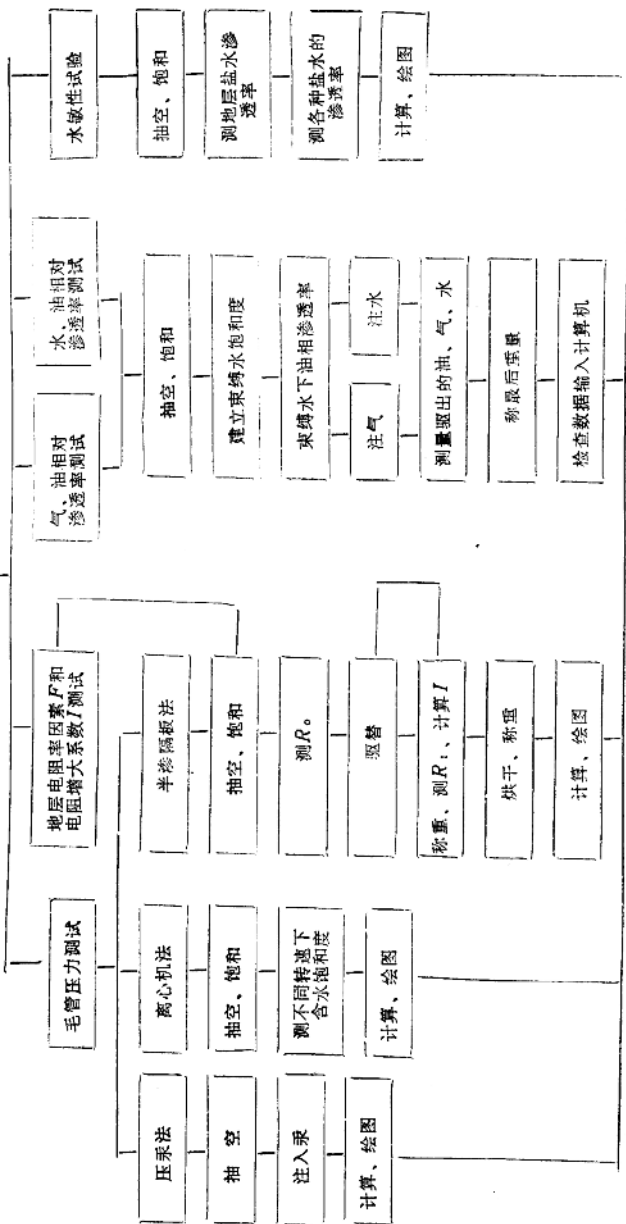 毛管压力测试
地层电阻率因素F和
电阻增大系数I测试
气、油相对
渗透率测试
水、油相对
渗透率测试
水敏性试验
压汞法
抽 空
注入汞
计算、绘图
离心机法
抽空、饱和
测不同转速下
含水饱和度
计算、绘图
半渗隔板法
抽空、饱和
测R₀
驱替
称重、测Rₜ、计算I
烘干、称重
计算、绘图
抽空、饱和
建立束缚水饱和度
束缚水下油相渗透率
注气
注水
测量驱出的油、气、水
称最后重量
检查数据输入计算机
抽空、饱和
测地层盐水渗
透率
测各种盐水的
渗透率
计算、绘图